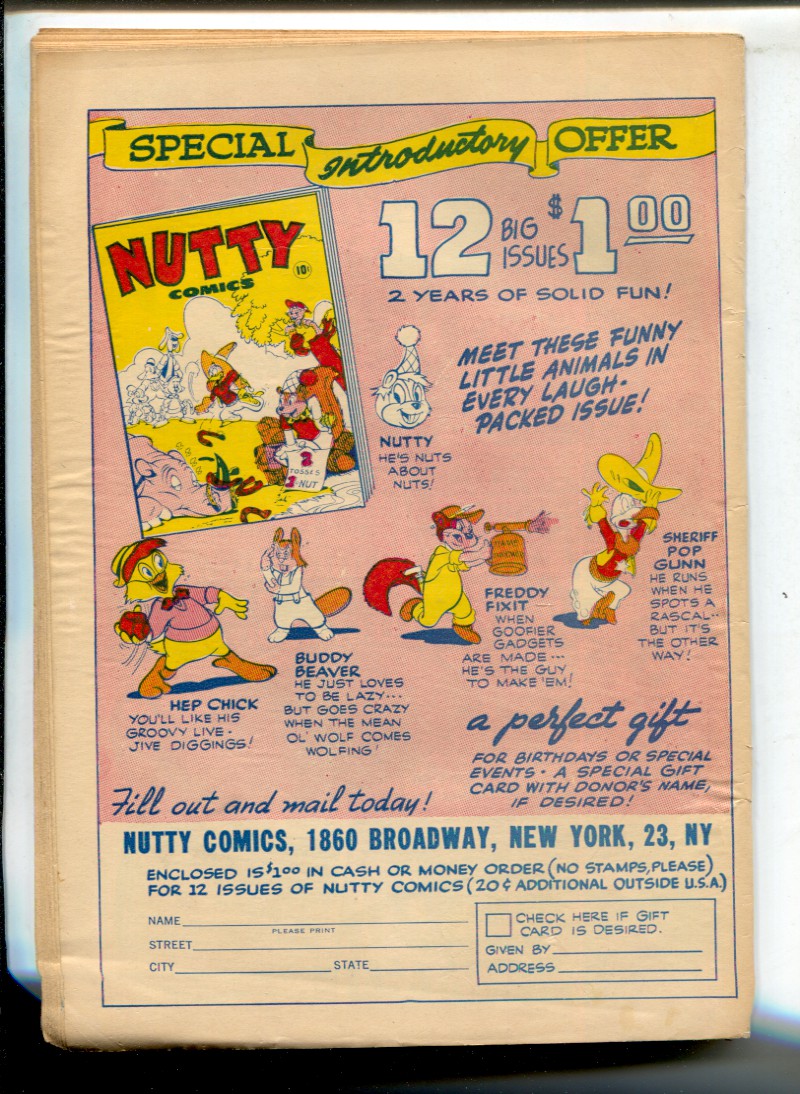 SPECIAL Introductory OFFER
NUTTY
COMICS
10¢
3
TOSSES
3 NUT
12 BIG ISSUES $1.00
2 YEARS OF SOLID FUN!
MEET THESE FUNNY
LITTLE ANIMALS IN
EVERY LAUGH-
PACKED ISSUE!
NUTTY
HE'S NUTS
ABOUT
NUTS!
HEP CHICK
YOU'LL LIKE HIS
GROOVY LIVE-
JIVE DIGGINGS!
BUDDY
BEAVER
HE JUST LOVES
TO BE LAZY...
BUT GOES CRAZY
WHEN THE MEAN
OL' WOLF COMES
WOLFING!
FREDDY
FIXIT
WHEN
GOOFIER
GADGETS
ARE MADE...
HE'S THE GUY
TO MAKE 'EM!
SHERIFF
POP
GUNN
HE RUNS
WHEN HE
SPOTS A
RASCAL--
BUT IT'S
THE OTHER
WAY!
a perfect gift
FOR BIRTHDAYS OR SPECIAL
EVENTS - A SPECIAL GIFT
CARD WITH DONOR'S NAME,
IF DESIRED!
Fill out and mail today!
NUTTY COMICS, 1860 BROADWAY, NEW YORK, 23, NY
ENCLOSED IS $1.00 IN CASH OR MONEY ORDER (NO STAMPS, PLEASE)
FOR 12 ISSUES OF NUTTY COMICS (20¢ ADDITIONAL OUTSIDE U.S.A.)
NAME
PLEASE PRINT
STREET
CITY STATE
CHECK HERE IF GIFT
CARD IS DESIRED.
GIVEN BY
ADDRESS